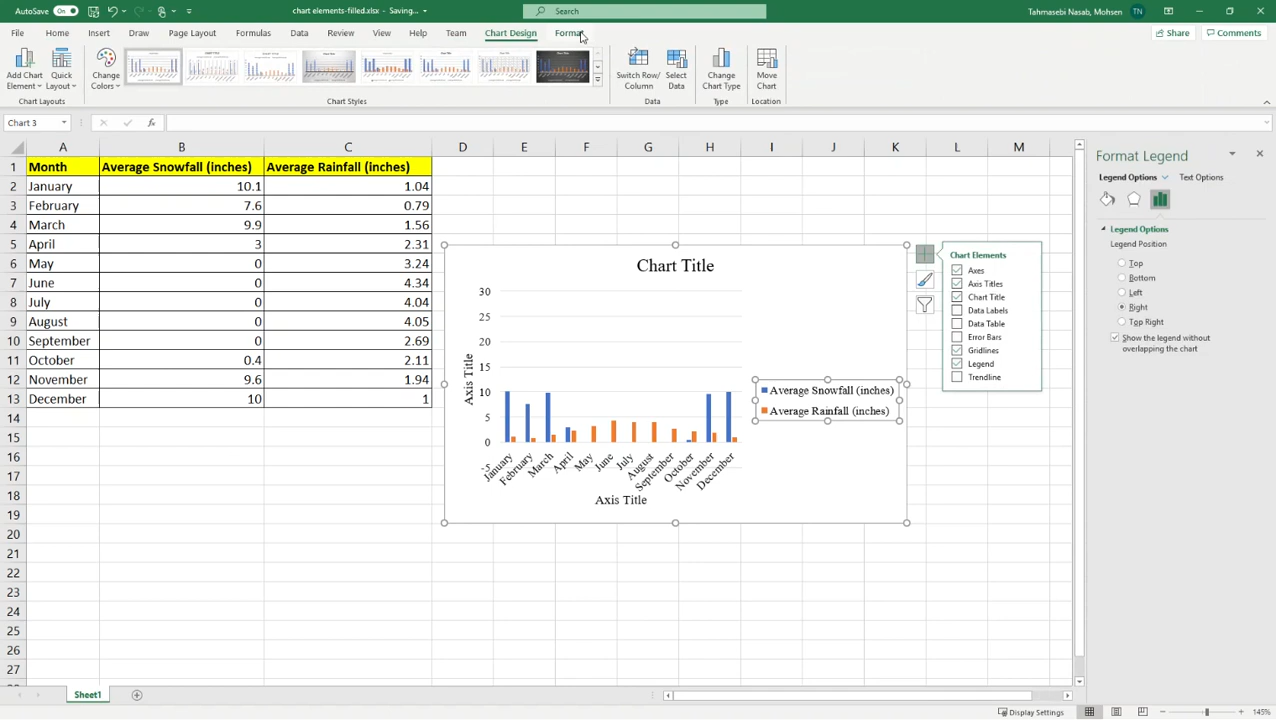 AutoSave On chart elements-filled.xlsx - Saving... Search Tahmasebi Nasab, Mohsen TN
File Home Insert Draw Page Layout Formulas Data Review View Help Team Chart Design Format Share Comments
Add Chart Element Quick Layout Change Colors Switch Row/ Column Select Data Change Chart Type Move Chart
Chart Layouts Chart Styles Data Type Location
Chart 3 fx
A B C D E F G H I J K L M
1 Month Average Snowfall (inches) Average Rainfall (inches)
2 January 10.1 1.04
3 February 7.6 0.79
4 March 9.9 1.56
5 April 3 2.31
6 May 0 3.24
7 June 0 4.34
8 July 0 4.04
9 August 0 4.05
10 September 0 2.69
11 October 0.4 2.11
12 November 9.6 1.94
13 December 10 1
14
15
16
17
18
19
20
21
22
23
24
25
26
27
Chart Title
30
25
20
15
10
5
0
-5
Axis Title
January February March April May June July August September October November December
Axis Title
Average Snowfall (inches)
Average Rainfall (inches)
Chart Elements
Axes
Axis Titles
Chart Title
Data Labels
Data Table
Error Bars
Gridlines
Legend
Trendline
Format Legend
Legend Options Text Options
Legend Options
Legend Position
Top
Bottom
Left
Right
Top Right
Show the legend without
overlapping the chart
Sheet1
Display Settings 145%